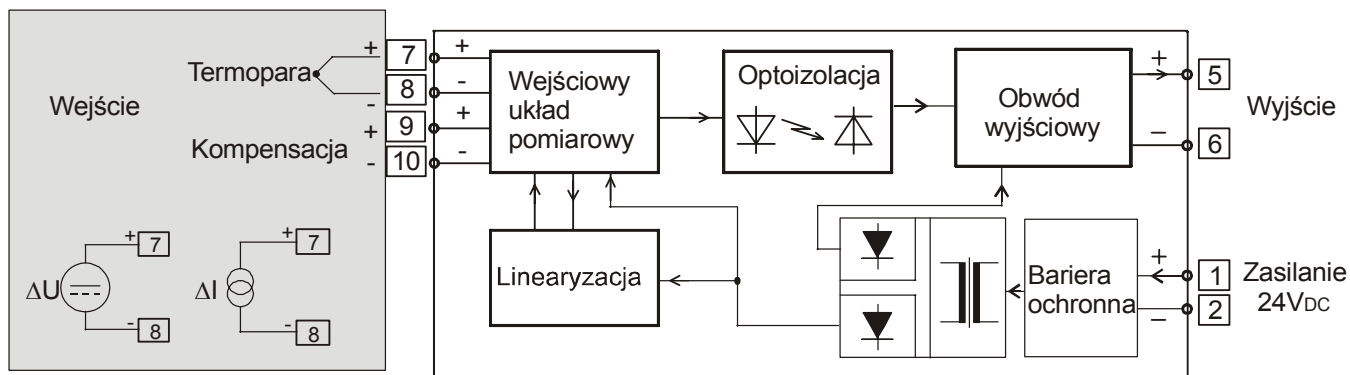 Wejście
Termopara
+
-
7
8
Kompensacja
+
-
9
10
ΔU
+
-
7
8
ΔI
+
-
7
8
+
-
+
-
Wejściowy
układ
pomiarowy
Optoizolacja
Obwód
wyjściowy
+
−
5
6
Wyjście
Linearyzacja
Bariera
ochronna
+
−
1
2
Zasilanie
24VDC